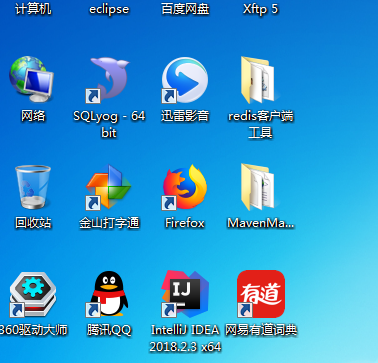 计算机 eclipse 百度网盘 Xftp 5
网络 SQLyog - 64 迅雷影音 redis客户端
bit 工具
回收站 金山打字通 Firefox MavenMa...
IJ 有道
360驱动大师 腾讯QQ IntelliJ IDEA 网易有道词典
2018.2.3 x64